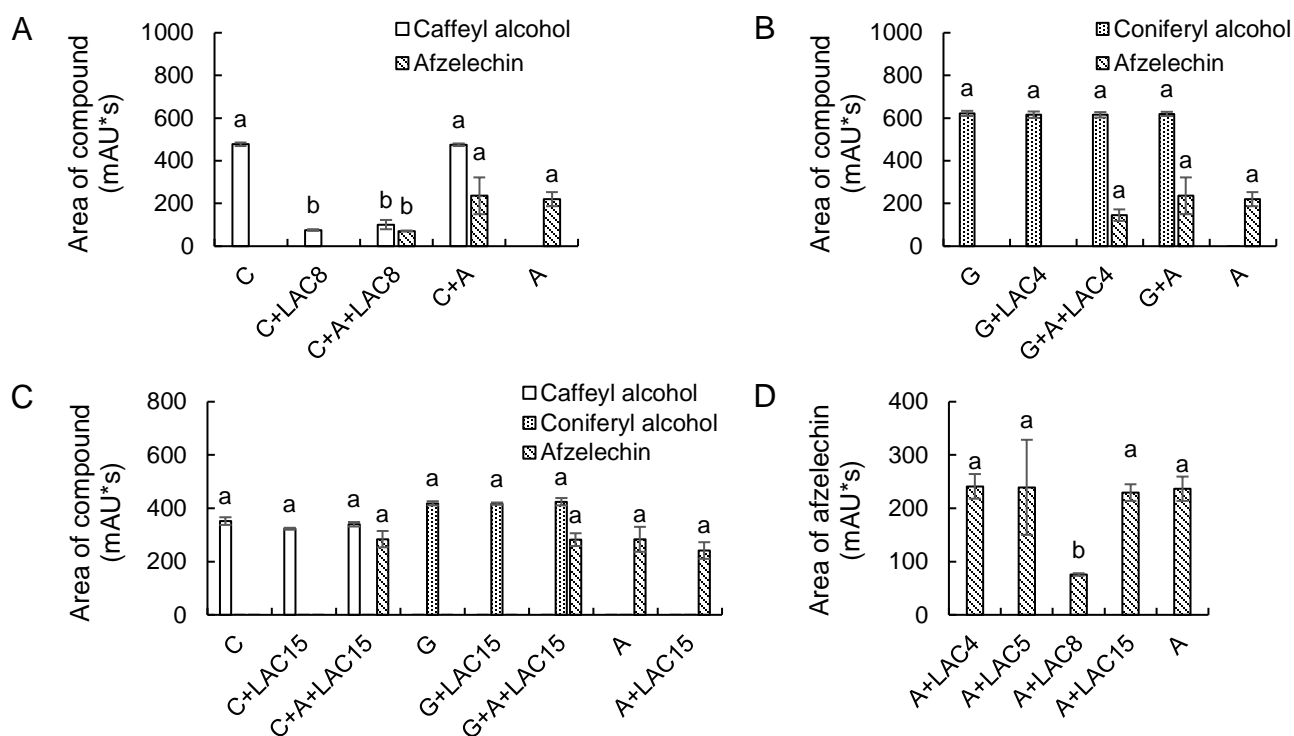 A
Area of compound
(mAU*s)
1000
800
600
400
200
0
Caffeyl alcohol
Afzelechin
a
b
b
b
a
a
a
C
C+LAC8
C+A+LAC8
C+A
A
B
Area of compound
(mAU*s)
1000
800
600
400
200
0
Coniferyl alcohol
Afzelechin
a
a
a
a
a
a
a
G
G+LAC4
G+A+LAC4
G+A
A
C
Area of compound
(mAU*s)
800
600
400
200
0
Caffeyl alcohol
Coniferyl alcohol
Afzelechin
a
a
a
a
a
a
a
a
a
a
C
C+LAC15
C+A+LAC15
G
G+LAC15
G+A+LAC15
A
A+LAC15
D
Area of afzelechin
(mAU*s)
400
300
200
100
0
a
a
b
a
a
A+LAC4
A+LAC5
A+LAC8
A+LAC15
A